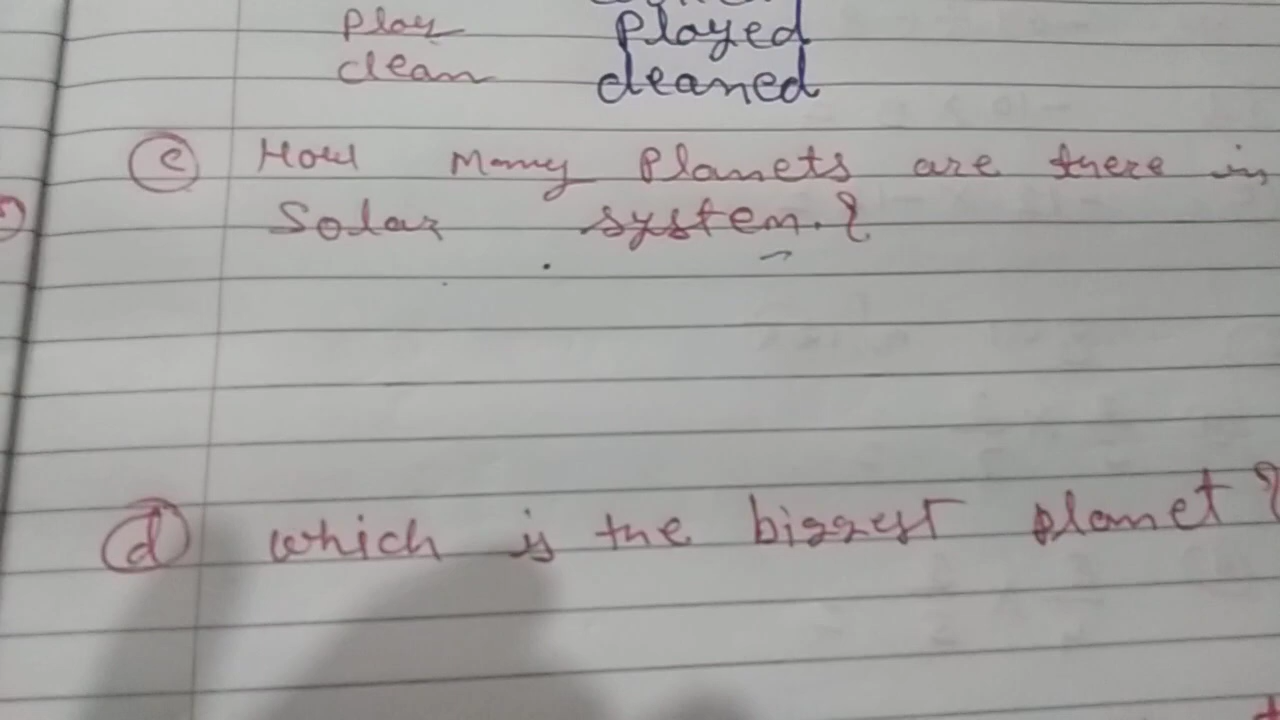 Play played
clean cleaned
c How Many Planets are there in
Solar system.?
d which is the biggest planet?